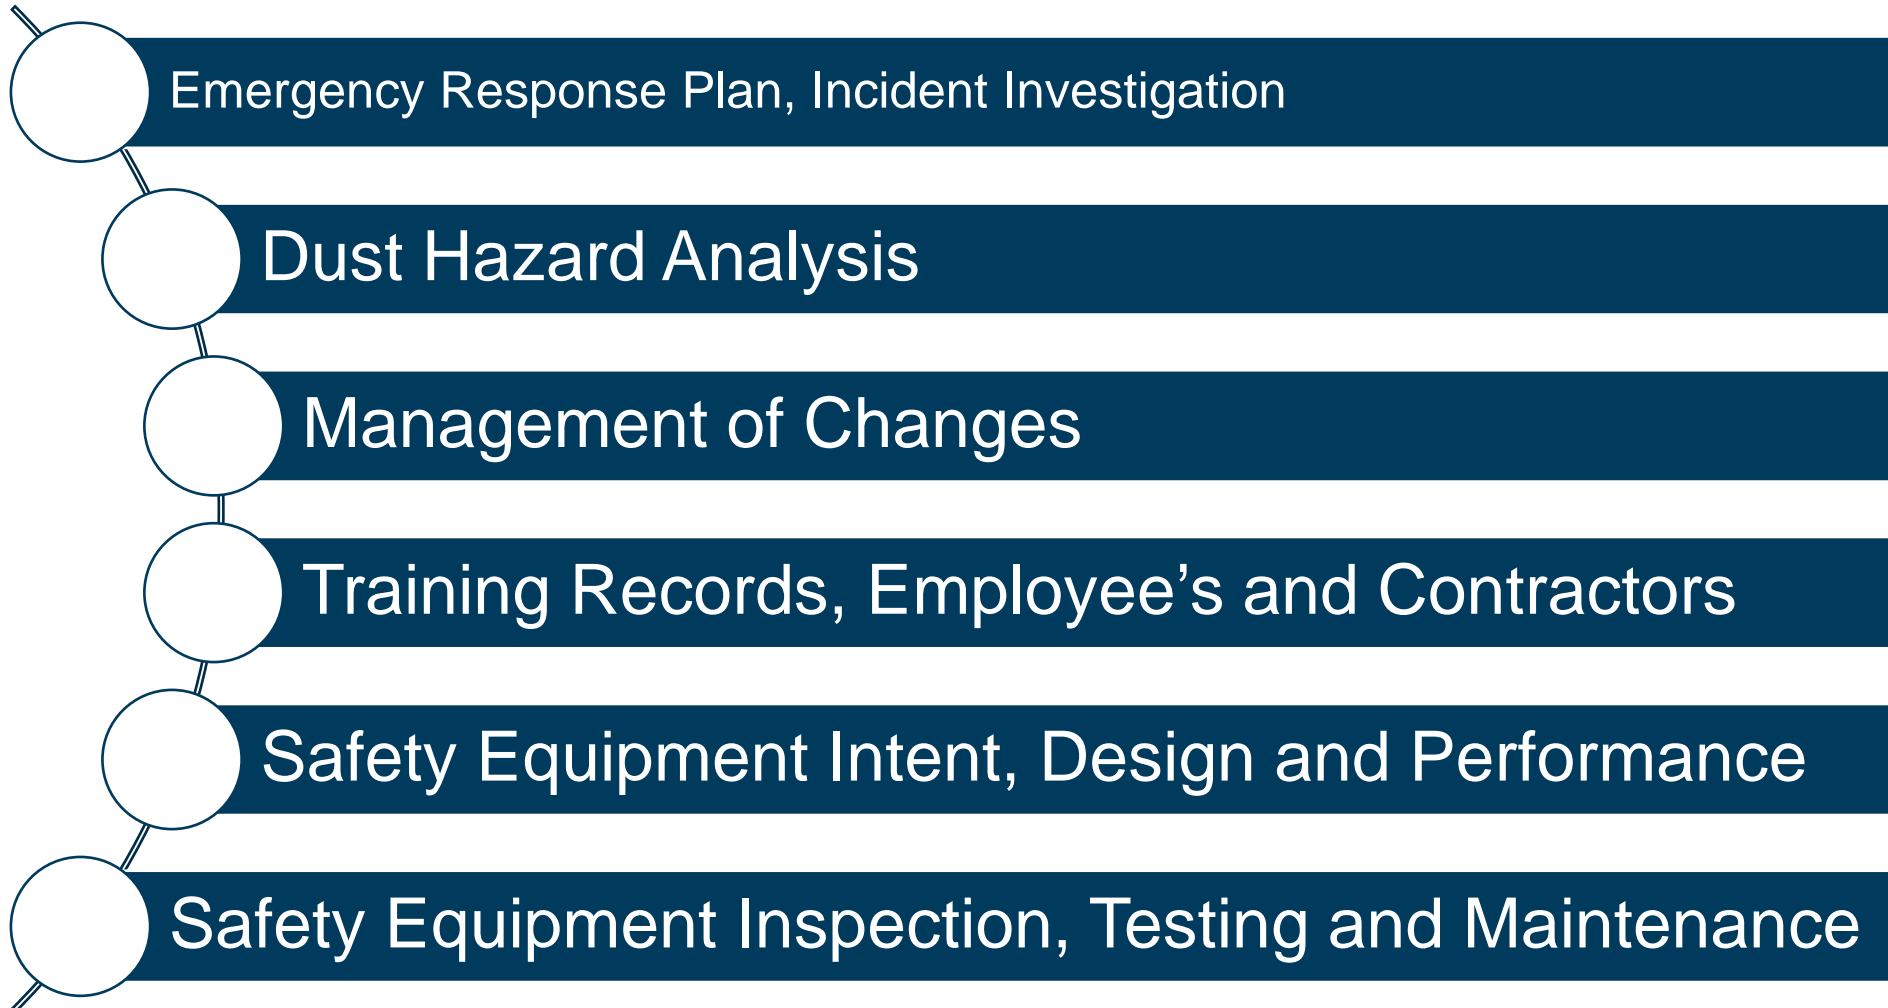 Emergency Response Plan, Incident Investigation
Dust Hazard Analysis
Management of Changes
Training Records, Employee’s and Contractors
Safety Equipment Intent, Design and Performance
Safety Equipment Inspection, Testing and Maintenance